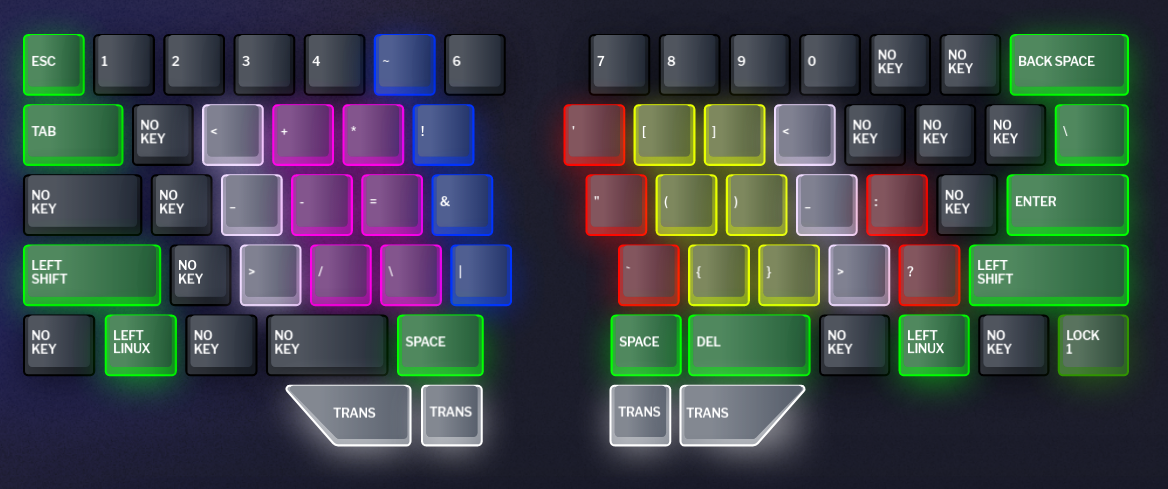 ESC 1 2 3 4 ~ 6 7 8 9 0 NO KEY NO KEY BACK SPACE
TAB NO KEY < + * ! ' [ ] < NO KEY NO KEY NO KEY \
NO KEY NO KEY _ - = & " ( ) _ : NO KEY ENTER
LEFT SHIFT NO KEY > / \ | ` { } > ? LEFT SHIFT
NO KEY LEFT LINUX NO KEY NO KEY SPACE SPACE DEL NO KEY LEFT LINUX NO KEY LOCK 1
TRANS TRANS TRANS TRANS